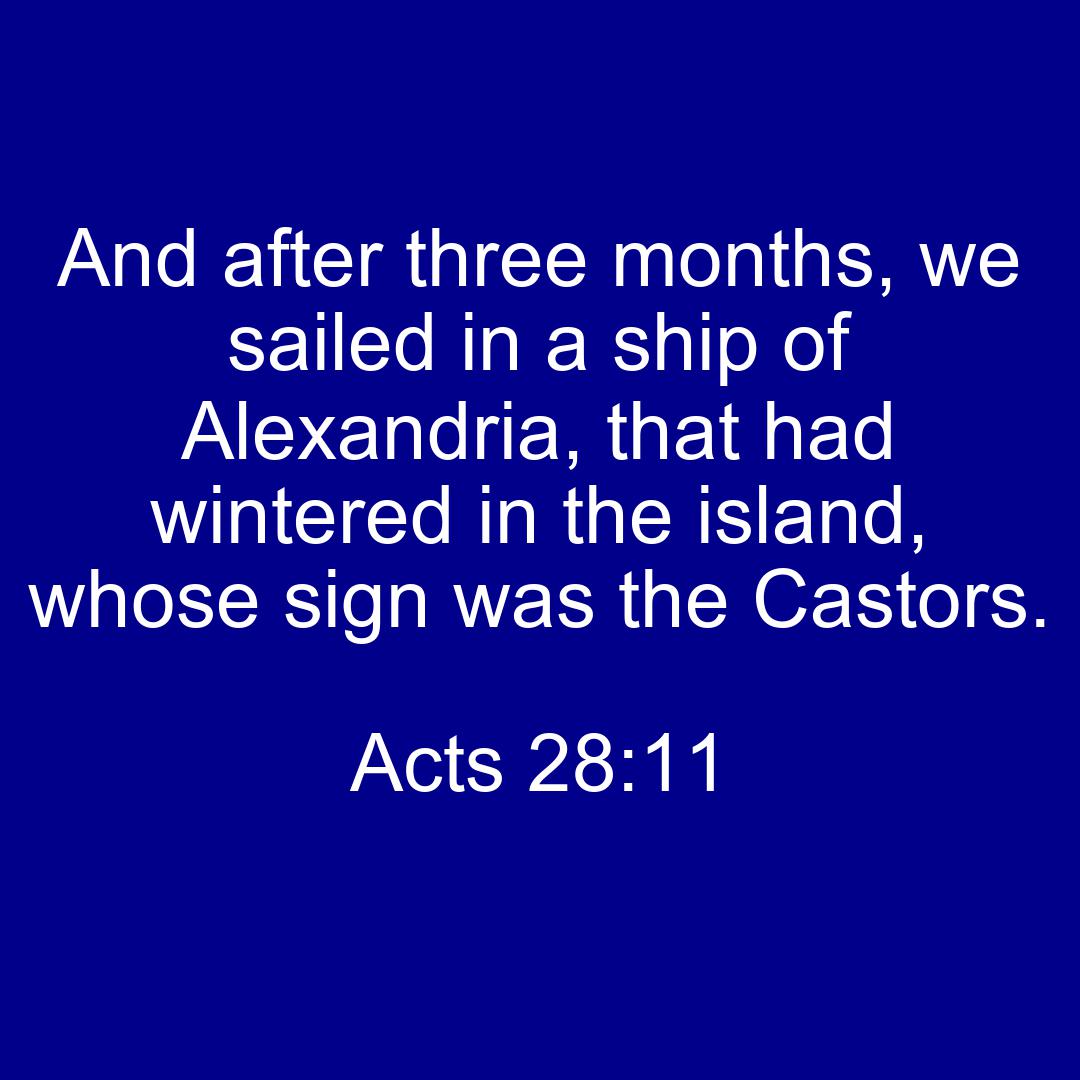 And after three months, we
sailed in a ship of
Alexandria, that had
wintered in the island,
whose sign was the Castors.
Acts 28:11